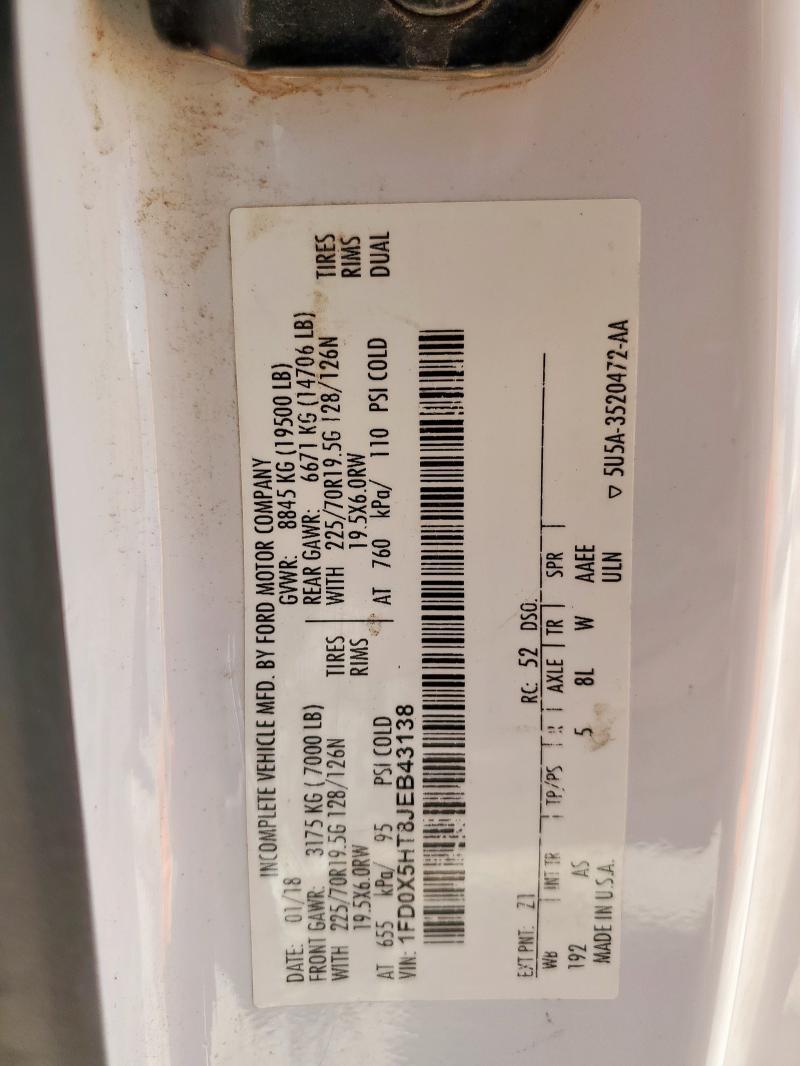 INCOMPLETE VEHICLE MFD. BY FORD MOTOR COMPANY
DATE: 01/18 GVWR: 8845 KG (19500 LB)
FRONT GAWR: 3175 KG ( 7000 LB) REAR GAWR: 6671 KG (14706 LB)
WITH 225/70R19.5G 128/126N TIRES WITH 225/70R19.5G 128/126N TIRES
19.5X6.0RW RIMS 19.5X6.0RW RIMS
AT 655 kPa/ 95 PSI COLD AT 760 kPa/ 110 PSI COLD DUAL
VIN: 1FD0X5HT8JEB43138
EXT PNT: Z1 RC: 52 DSO:
WB INT TR TP/PS R AXLE TR SPR
192 AS 5 8L W AAEE
MADE IN U.S.A. ULN
▽ 5U5A-3520472-AA